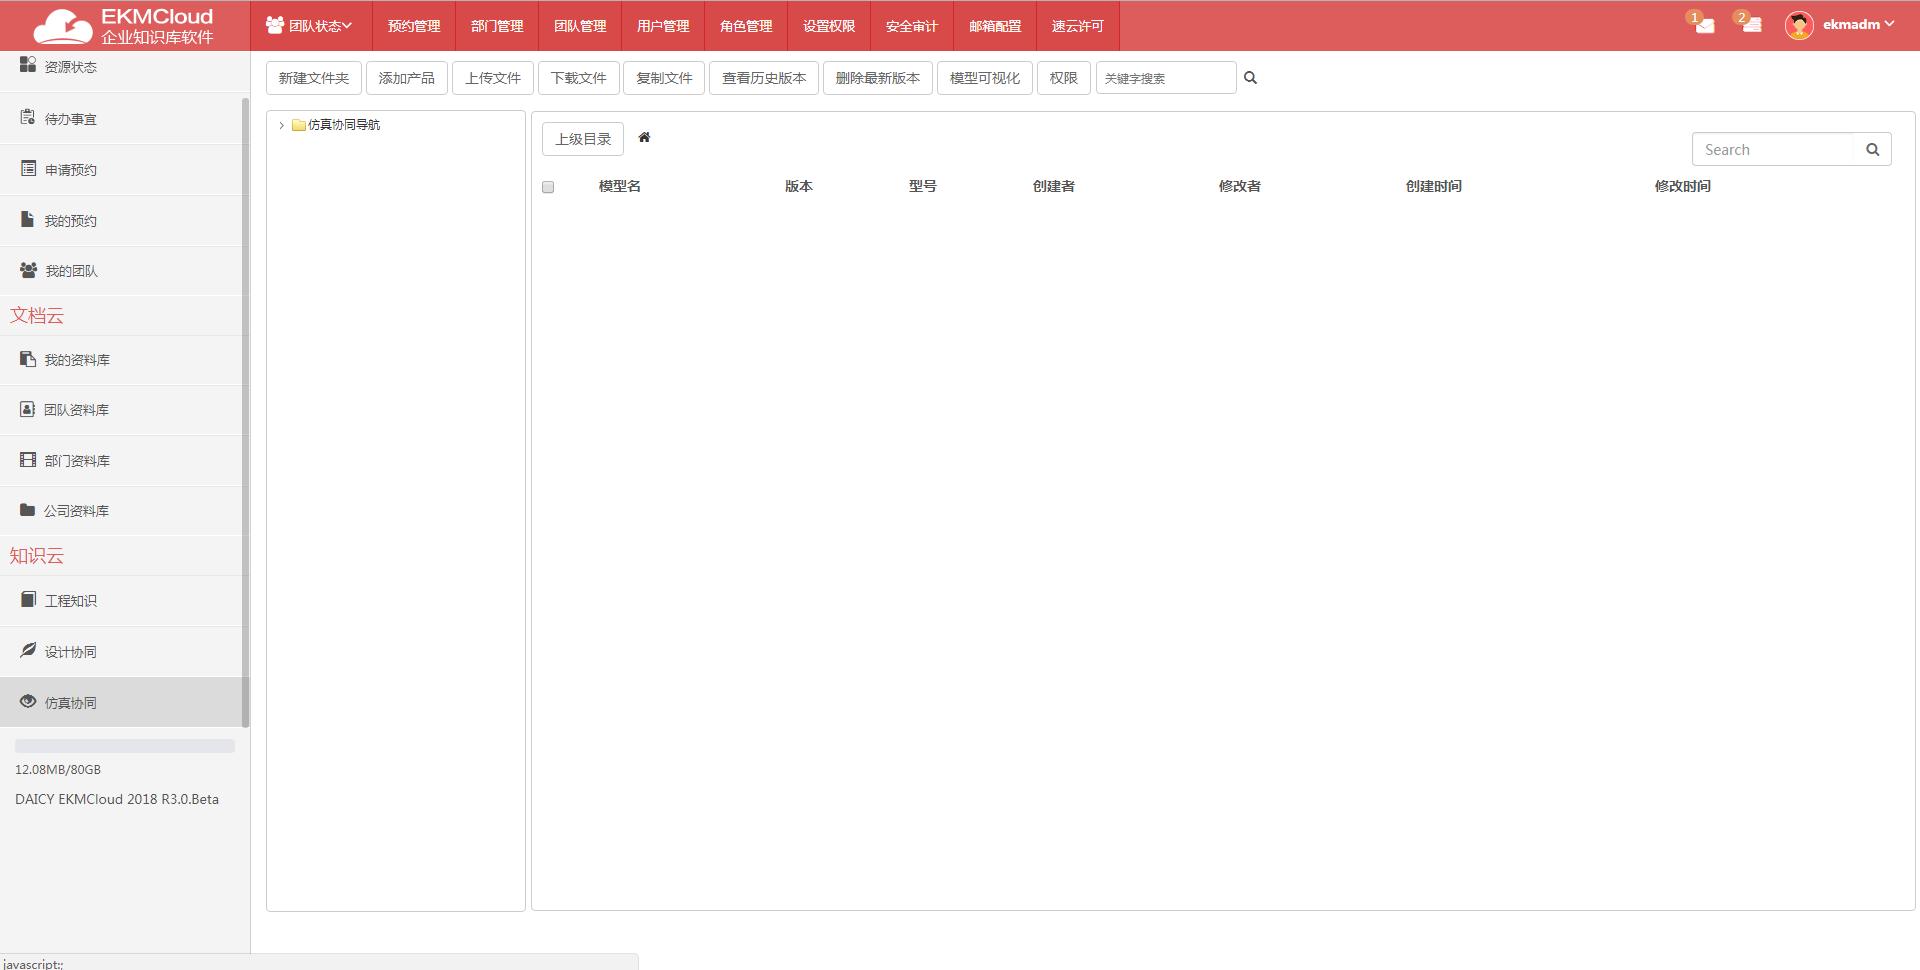 EKMCloud
企业知识库软件
团队状态
预约管理
部门管理
团队管理
用户管理
角色管理
设置权限
安全审计
邮箱配置
速云许可
1
2
ekmadm
资源状态
待办事宜
申请预约
我的预约
我的团队
文档云
我的资料库
团队资料库
部门资料库
公司资料库
知识云
工程知识
设计协同
仿真协同
12.08MB/80GB
DAICY EKMCloud 2018 R3.0.Beta
新建文件夹
添加产品
上传文件
下载文件
复制文件
查看历史版本
删除最新版本
模型可视化
权限
关键字搜索
仿真协同导航
上级目录
Search
模型名
版本
型号
创建者
修改者
创建时间
修改时间
javascript:;